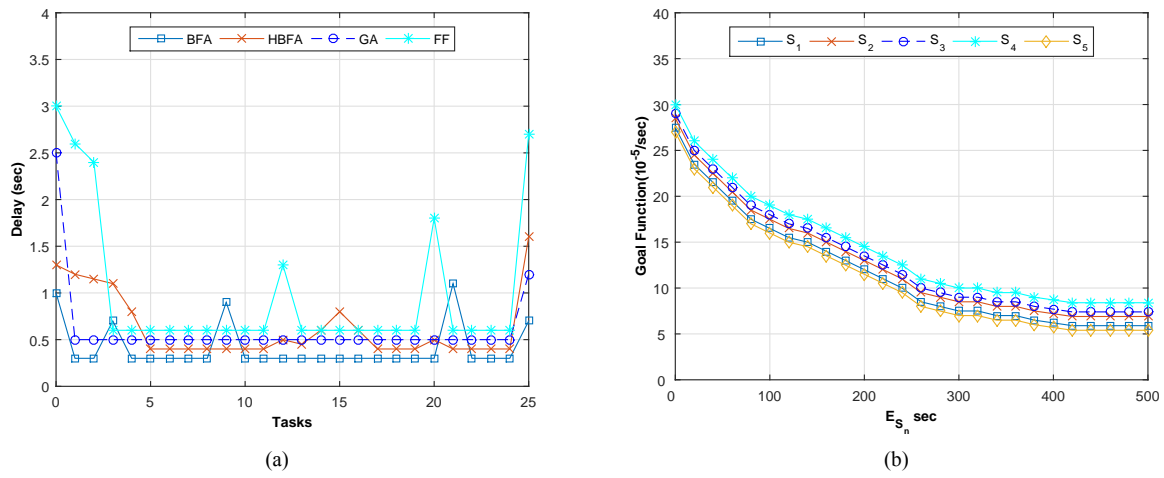 BFA HBFA GA FF
4
3.5
3
2.5
2
1.5
1
0.5
0
Delay (sec)
0 5 10 15 20 25
Tasks
(a)
S1 S2 S3 S4 S5
40
35
30
25
20
15
10
5
0
Goal Function(10^-5/sec)
0 100 200 300 400 500
E_S_n sec
(b)